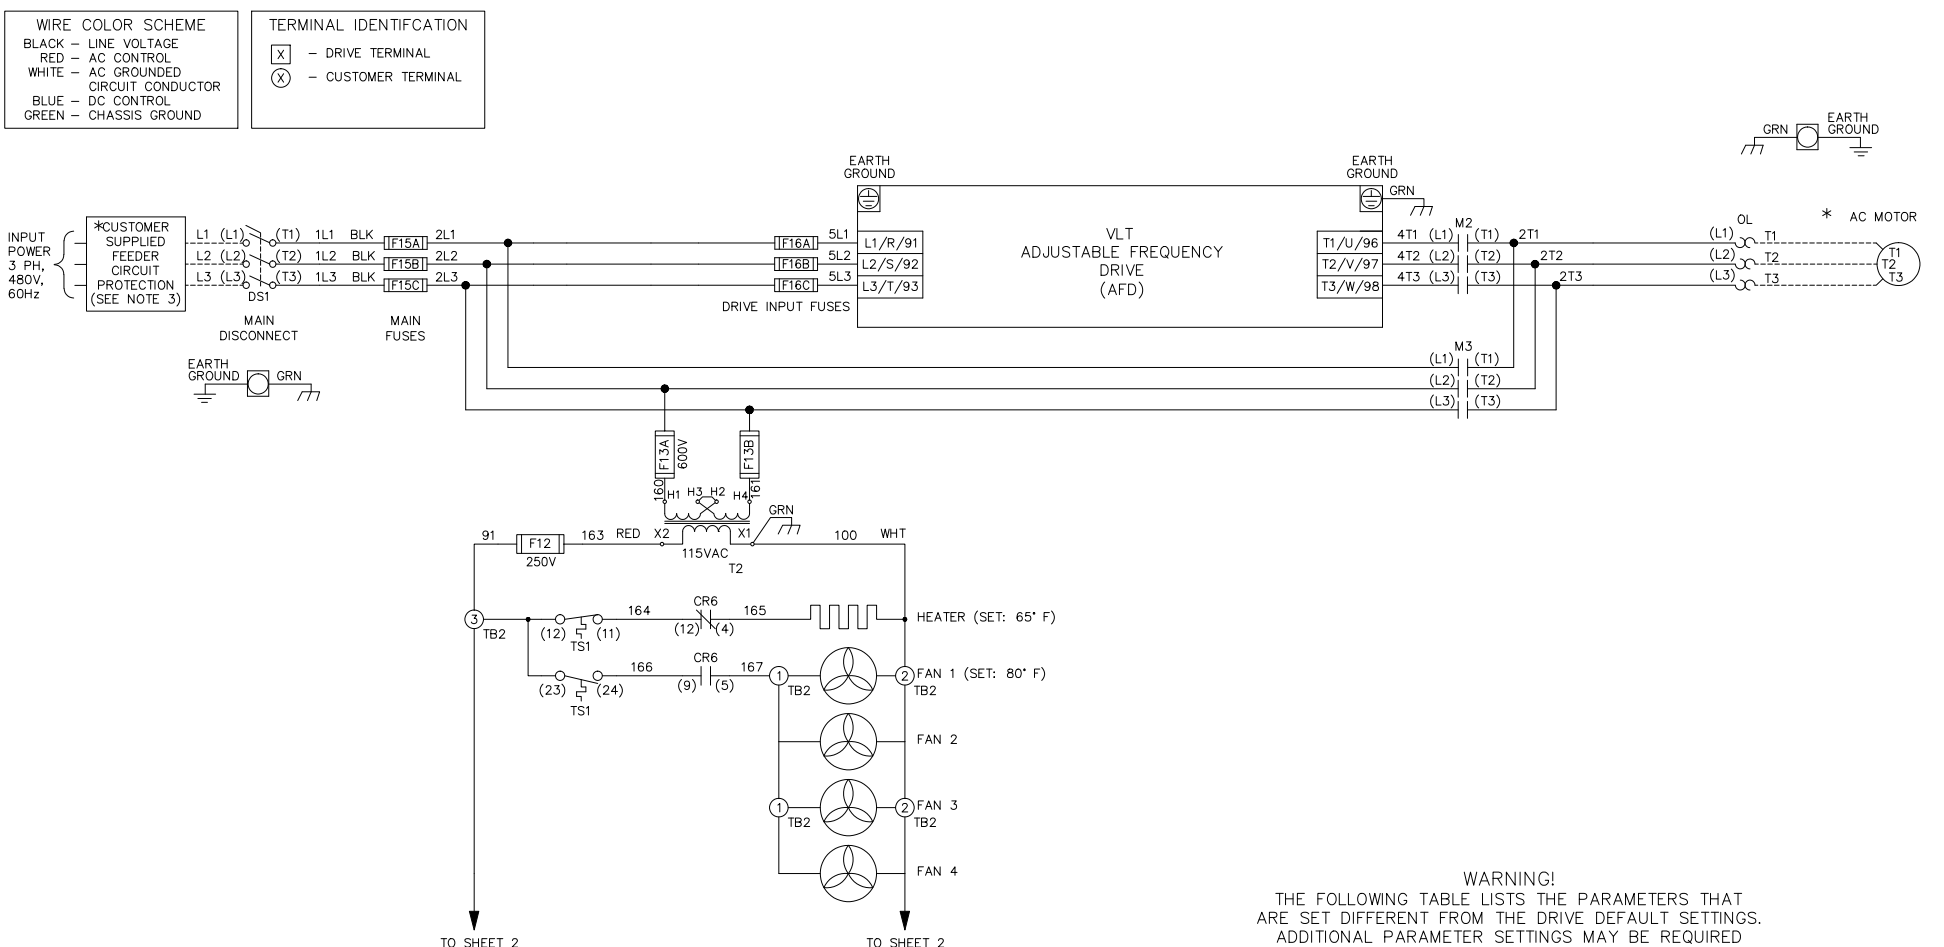 WIRE COLOR SCHEME
BLACK – LINE VOLTAGE
RED – AC CONTROL
WHITE – AC GROUNDED
CIRCUIT CONDUCTOR
BLUE – DC CONTROL
GREEN – CHASSIS GROUND
TERMINAL IDENTIFCATION
X – DRIVE TERMINAL
X – CUSTOMER TERMINAL
GRN
EARTH
GROUND
EARTH
GROUND
EARTH
GROUND
GRN
INPUT
POWER
3 PH,
480V,
60Hz
*CUSTOMER
SUPPLIED
FEEDER
CIRCUIT
PROTECTION
(SEE NOTE 3)
L1 (L1) (T1) 1L1 BLK F15A 2L1
L2 (L2) (T2) 1L2 BLK F15B 2L2
L3 (L3) (T3) 1L3 BLK F15C 2L3
DS1
MAIN
DISCONNECT
MAIN
FUSES
F16A 5L1 L1/R/91
F16B 5L2 L2/S/92
F16C 5L3 L3/T/93
DRIVE INPUT FUSES
VLT
ADJUSTABLE FREQUENCY
DRIVE
(AFD)
M2
T1/U/96 4T1 (L1) (T1) 2T1
T2/V/97 4T2 (L2) (T2) 2T2
T3/W/98 4T3 (L3) (T3) 2T3
OL
* AC MOTOR
(L1) T1 T1
(L2) T2 T2
(L3) T3 T3
EARTH
GROUND GRN
M3
(L1) (T1)
(L2) (T2)
(L3) (T3)
F13A
600V
F13B
160
161
H1 H3 H2 H4
GRN
91 F12 163 RED X2 X1 100 WHT
250V
115VAC
T2
3
TB2
(12) (11) 164 CR6 (12) (4) 165 HEATER (SET: 65° F)
TS1
(23) (24) 166 CR6 (9) (5) 167 1 TB2 2 TB2 FAN 1 (SET: 80° F)
TS1
FAN 2
1 TB2 2 TB2 FAN 3
FAN 4
TO SHEET 2
TO SHEET 2
WARNING!
THE FOLLOWING TABLE LISTS THE PARAMETERS THAT
ARE SET DIFFERENT FROM THE DRIVE DEFAULT SETTINGS.
ADDITIONAL PARAMETER SETTINGS MAY BE REQUIRED